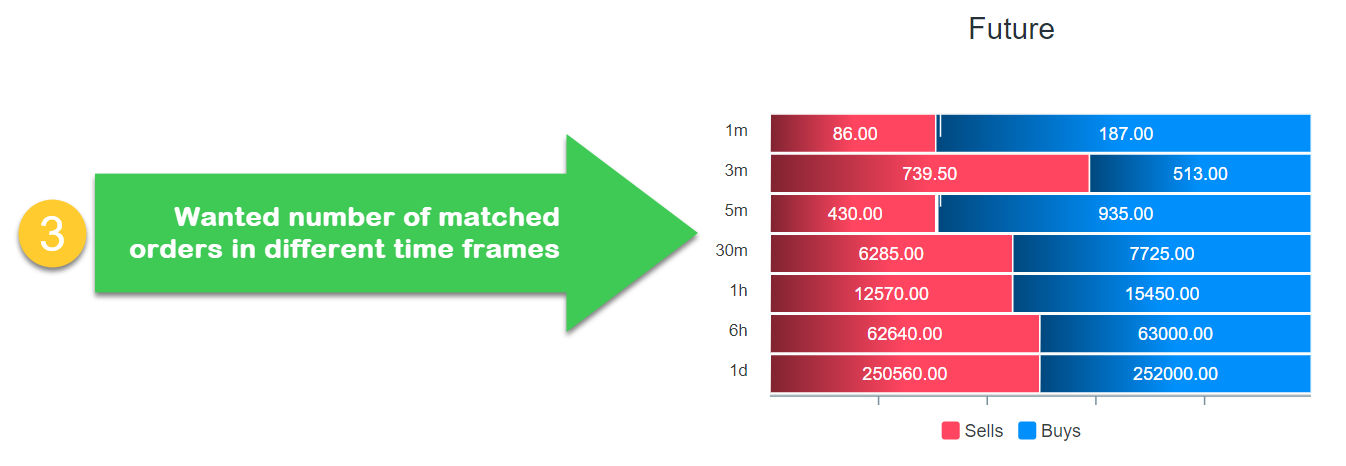 Future
3
Wanted number of matched
orders in different time frames
1m 86.00 187.00
3m 739.50 513.00
5m 430.00 935.00
30m 6285.00 7725.00
1h 12570.00 15450.00
6h 62640.00 63000.00
1d 250560.00 252000.00
Sells Buys